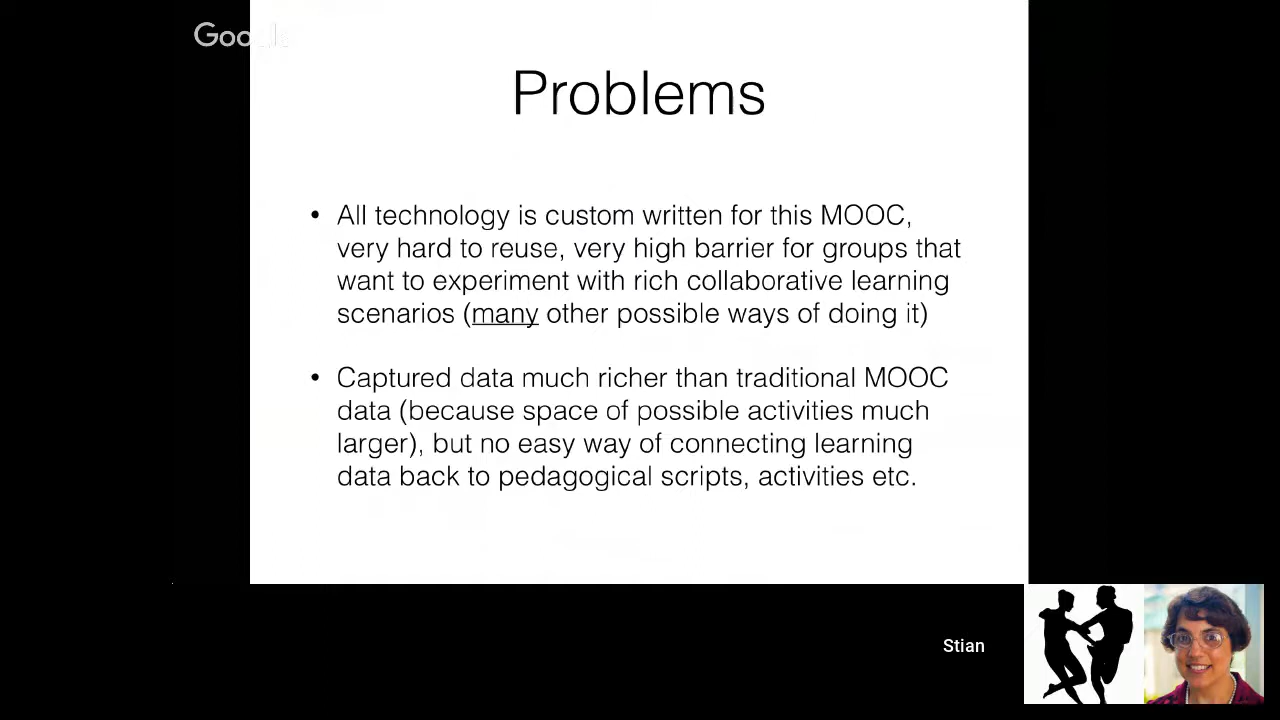 Google
Problems
• All technology is custom written for this MOOC,
very hard to reuse, very high barrier for groups that
want to experiment with rich collaborative learning
scenarios (many other possible ways of doing it)
• Captured data much richer than traditional MOOC
data (because space of possible activities much
larger), but no easy way of connecting learning
data back to pedagogical scripts, activities etc.
Stian